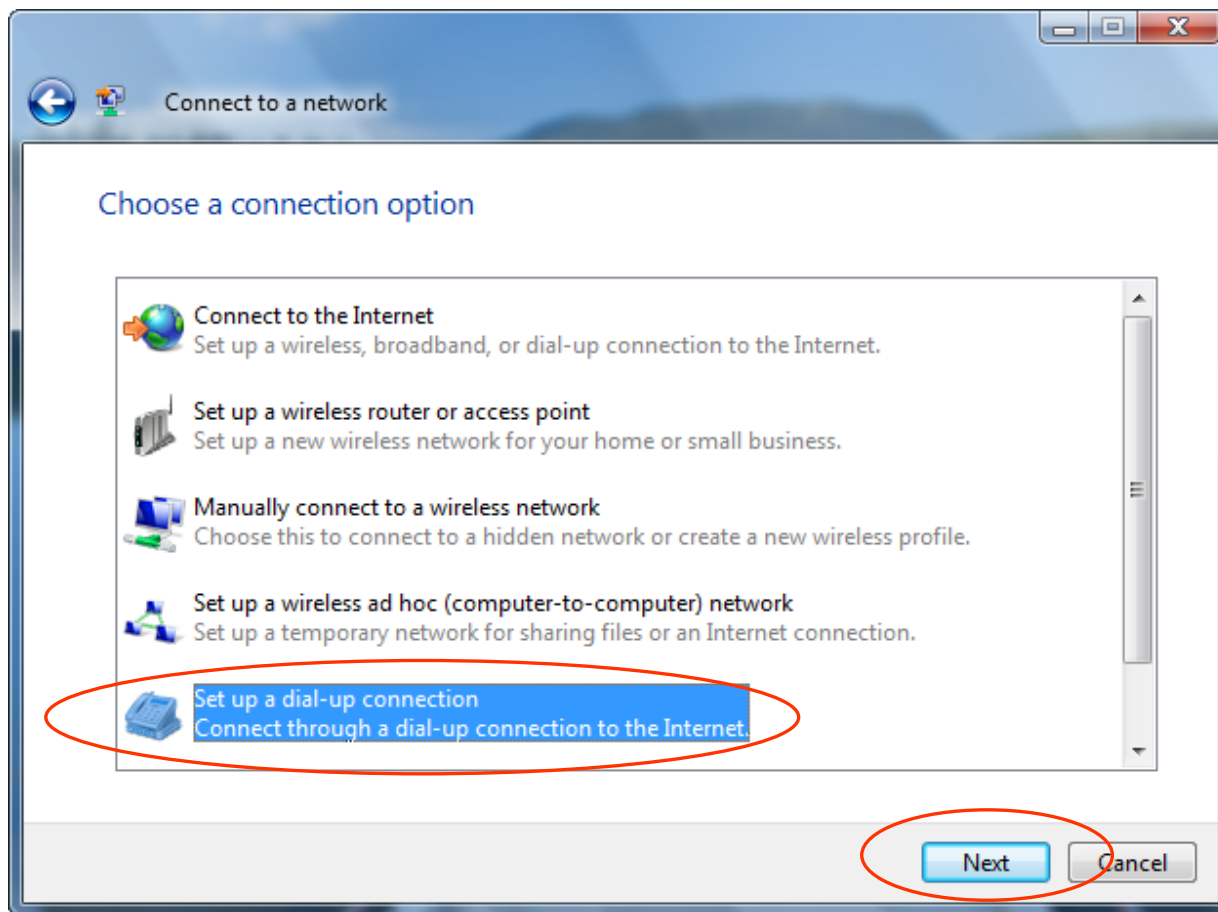 Connect to a network
Choose a connection option
Connect to the Internet
Set up a wireless, broadband, or dial-up connection to the Internet.
Set up a wireless router or access point
Set up a new wireless network for your home or small business.
Manually connect to a wireless network
Choose this to connect to a hidden network or create a new wireless profile.
Set up a wireless ad hoc (computer-to-computer) network
Set up a temporary network for sharing files or an Internet connection.
Set up a dial-up connection
Connect through a dial-up connection to the Internet.
Next Cancel